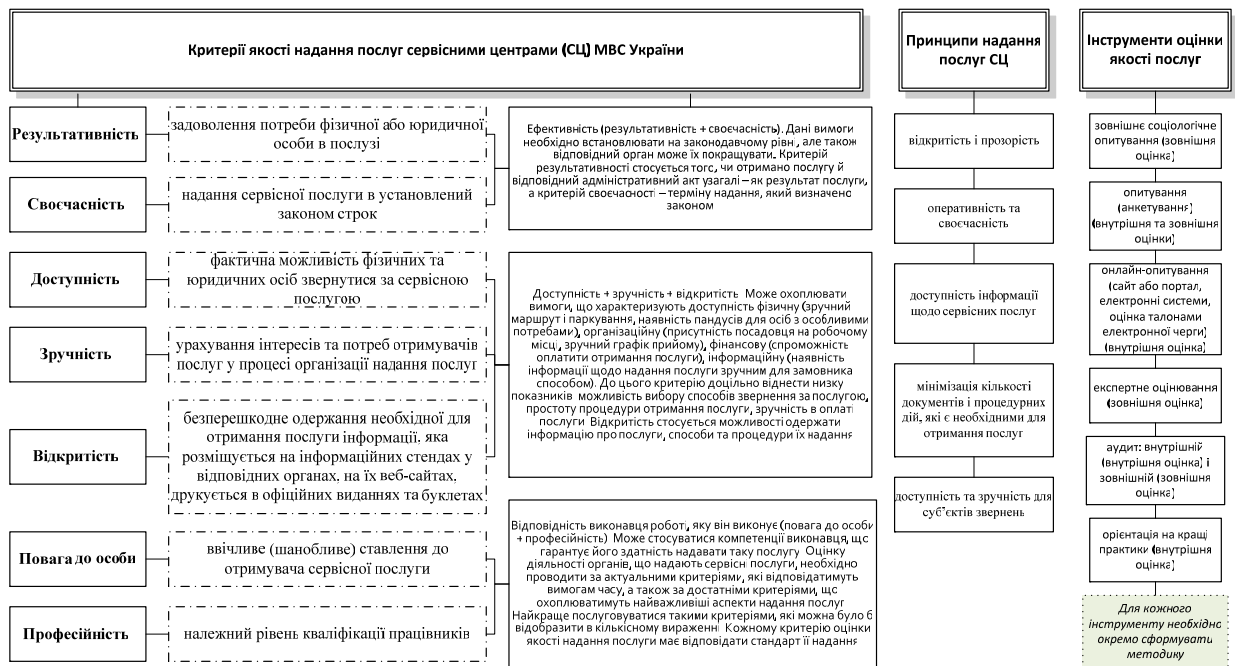 Критерії якості надання послуг сервісними центрами (СЦ) МВС України
Результативність
задоволення потреби фізичної або юридичної
особи в послузі
Своєчасність
надання сервісної послуги в установлений
законом строк
Ефективність (результативність + своєчасність). Дані вимоги
необхідно встановлювати на законодавчому рівні, але також
відповідний орган може їх покращувати. Критерій
результативності стосується того, чи отримано послугу й
відповідний адміністративний акт узагалі – як результат послуги,
а критерій своєчасності – терміну надання, який визначено
законом
Доступність
фактична можливість фізичних та
юридичних осіб звернутися за сервісною
послугою
Зручність
урахування інтересів та потреб отримувачів
послуг у процесі організації надання послуг
Відкритість
безперешкодне одержання необхідної для
отримання послуги інформації, яка
розміщується на інформаційних стендах у
відповідних органах, на їх веб-сайтах,
друкується в офіційних виданнях та буклетах
Доступність + зручність + відкритість Може охоплювати
вимоги, що характеризують доступність фізичну (зручний
маршрут і паркування, наявність пандусів для осіб з особливими
потребами), організаційну (присутність посадовця на робочому
місці, зручний графік прийому), фінансову (спроможність
оплатити отримання послуги), інформаційну (наявність
інформації щодо надання послуги зручним для замовника
способом). До цього критерію доцільно віднести низку
показників можливість вибору способів звернення за послугою,
простоту процедури отримання послуги, зручність в оплаті
послуги Відкритість стосується можливості одержати
інформацію про послуги, способи та процедури їх надання
Повага до особи
ввічливе (шанобливе) ставлення до
отримувача сервісної послуги
Професійність
належний рівень кваліфікації працівників
Відповідність виконавця роботі, яку він виконує (повага до особи
+ професійність) Може стосуватися компетенції виконавця, що
гарантує його здатність надавати таку послугу Оцінку
діяльності органів, що надають сервісні послуги, необхідно
проводити за актуальними критеріями, які відповідатимуть
вимогам часу, а також за достатніми критеріями, що
охоплюватимуть найважливіші аспекти надання послуг
Найкраще послуговуватися такими критеріями, які можна було б
відобразити в кількісному вираженні Кожному критерію оцінки
якості надання послуги має відповідати стандарт її надання
Принципи надання
послуг СЦ
відкритість і прозорість
оперативність та
своєчасність
доступність інформації
щодо сервісних послуг
мінімізація кількості
документів і процедурних
дій, які є необхідними для
отримання послуг
доступність та зручність для
суб'єктів звернень
Інструменти оцінки
якості послуг
зовнішнє соціологічне
опитування (зовнішня
оцінка)
опитування
(анкетування)
(внутрішня та зовнішня
оцінки)
онлайн-опитування
(сайт або портал,
електронні системи,
оцінка талонами
електронної черги)
(внутрішня оцінка)
експертне оцінювання
(зовнішня оцінка)
аудит: внутрішній
(внутрішня оцінка) і
зовнішній (зовнішня
оцінка)
орієнтація на кращі
практики (внутрішня
оцінка)
Для кожного
інструменту необхідно
окремо сформувати
методику